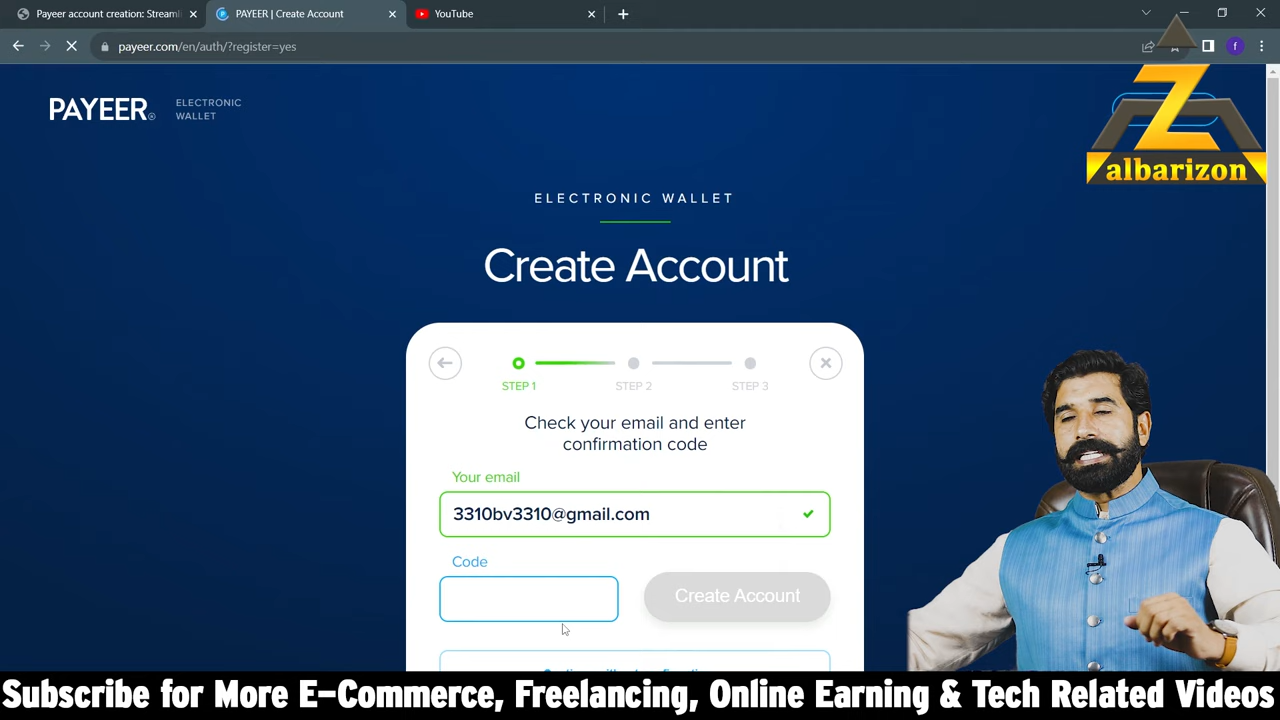 Payeer account creation: Streaml
PAYEER | Create Account
YouTube
payeer.com/en/auth/?register=yes
f
PAYEER
ELECTRONIC
WALLET
Z
albarizon
ELECTRONIC WALLET
Create Account
STEP 1
STEP 2
STEP 3
Check your email and enter
confirmation code
Your email
3310bv3310@gmail.com
Code
Create Account
Subscribe for More E-Commerce, Freelancing, Online Earning & Tech Related Videos